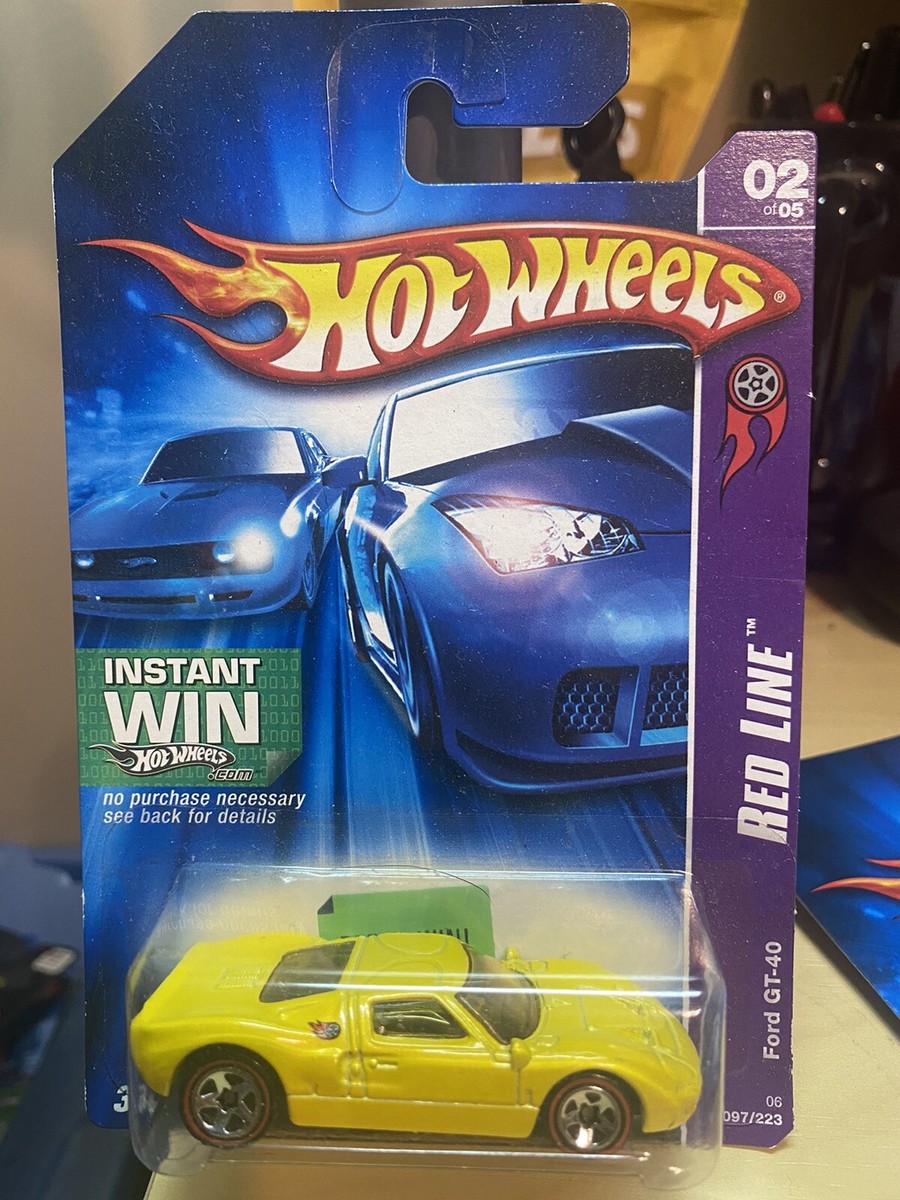 02
of 05
HOT WHEELS®
INSTANT
WIN
HOT WHEELS
.com
no purchase necessary
see back for details
RED LINE™
Ford GT-40
06
097/223